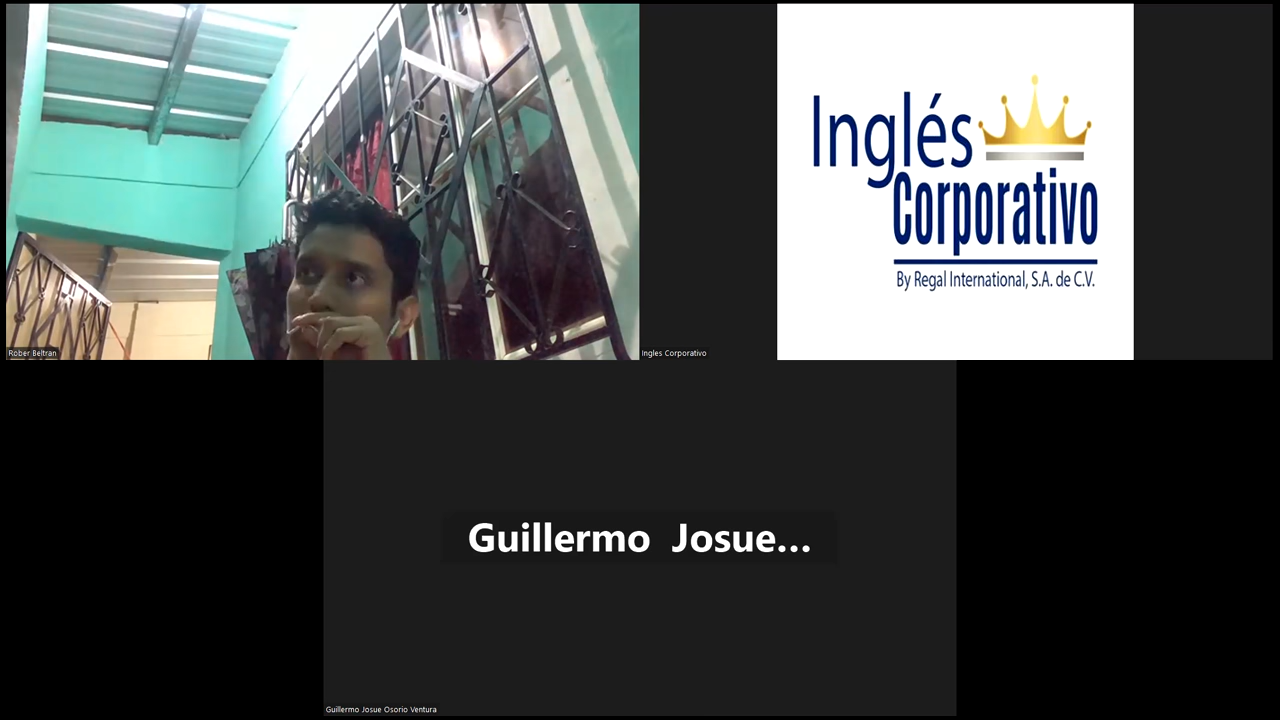 Inglés
Corporativo
By Regal International, S.A. de C.V.
Rober Beltran
Ingles Corporativo
Guillermo Josue...
Guillermo Josue Osorio Ventura